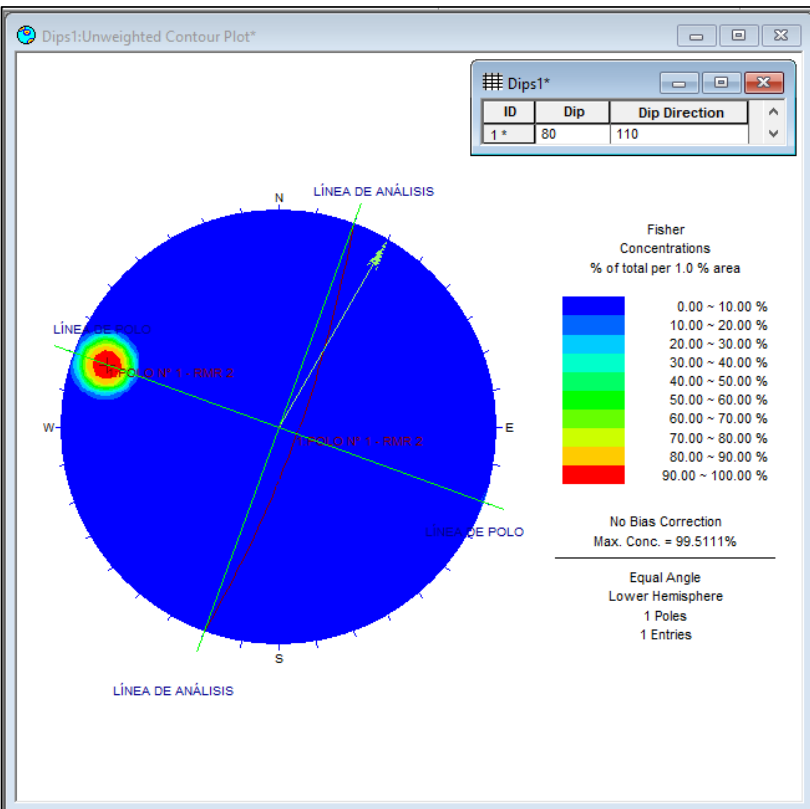 Dips1:Unweighted Contour Plot*
Dips1*
ID Dip Dip Direction
1 * 80 110
LÍNEA DE ANÁLISIS
N
Fisher
Concentrations
% of total per 1.0 % area
0.00 ~ 10.00 %
10.00 ~ 20.00 %
20.00 ~ 30.00 %
30.00 ~ 40.00 %
40.00 ~ 50.00 %
50.00 ~ 60.00 %
60.00 ~ 70.00 %
70.00 ~ 80.00 %
80.00 ~ 90.00 %
90.00 ~ 100.00 %
LÍNEA DE POLO
POLO N° 1 - RMR 2
W
E
POLO N° 1 - RMR 2
No Bias Correction
Max. Conc. = 99.5111%
LÍNEA DE POLO
Equal Angle
Lower Hemisphere
1 Poles
1 Entries
S
LÍNEA DE ANÁLISIS